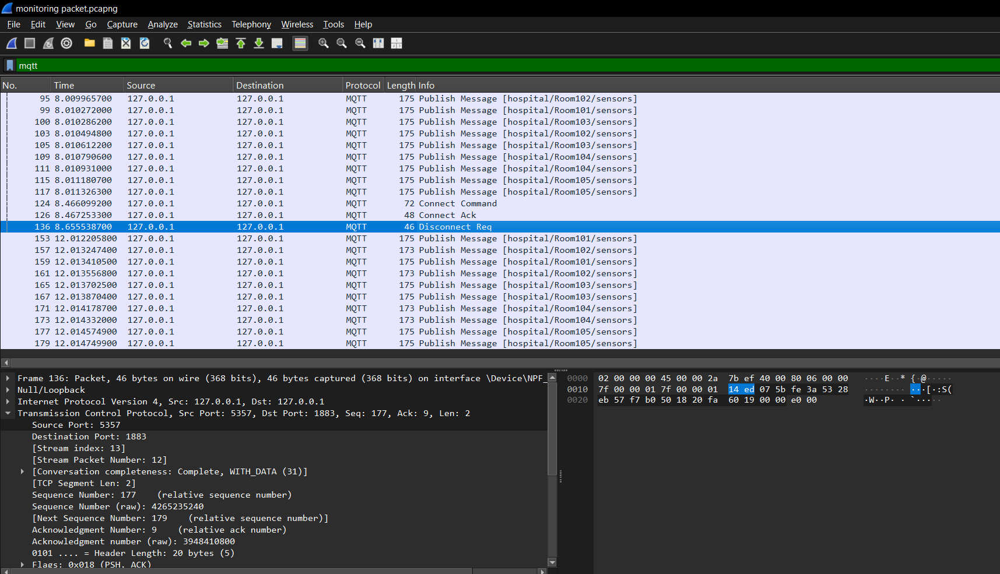 monitoring packet.pcapng
File Edit View Go Capture Analyze Statistics Telephony Wireless Tools Help
mqtt
No. Time Source Destination Protocol Length Info
95 8.009965700 127.0.0.1 127.0.0.1 MQTT 175 Publish Message [hospital/Room102/sensors]
99 8.010272000 127.0.0.1 127.0.0.1 MQTT 175 Publish Message [hospital/Room101/sensors]
100 8.010286200 127.0.0.1 127.0.0.1 MQTT 175 Publish Message [hospital/Room103/sensors]
103 8.010494800 127.0.0.1 127.0.0.1 MQTT 175 Publish Message [hospital/Room102/sensors]
105 8.010612200 127.0.0.1 127.0.0.1 MQTT 175 Publish Message [hospital/Room103/sensors]
109 8.010790600 127.0.0.1 127.0.0.1 MQTT 175 Publish Message [hospital/Room104/sensors]
111 8.010931000 127.0.0.1 127.0.0.1 MQTT 175 Publish Message [hospital/Room104/sensors]
115 8.011180700 127.0.0.1 127.0.0.1 MQTT 175 Publish Message [hospital/Room105/sensors]
117 8.011326300 127.0.0.1 127.0.0.1 MQTT 175 Publish Message [hospital/Room105/sensors]
124 8.466099200 127.0.0.1 127.0.0.1 MQTT 72 Connect Command
126 8.467253300 127.0.0.1 127.0.0.1 MQTT 48 Connect Ack
136 8.655538700 127.0.0.1 127.0.0.1 MQTT 46 Disconnect Req
153 12.012205800 127.0.0.1 127.0.0.1 MQTT 175 Publish Message [hospital/Room101/sensors]
157 12.013247400 127.0.0.1 127.0.0.1 MQTT 173 Publish Message [hospital/Room102/sensors]
159 12.013410500 127.0.0.1 127.0.0.1 MQTT 175 Publish Message [hospital/Room101/sensors]
161 12.013556800 127.0.0.1 127.0.0.1 MQTT 173 Publish Message [hospital/Room102/sensors]
165 12.013702500 127.0.0.1 127.0.0.1 MQTT 175 Publish Message [hospital/Room103/sensors]
167 12.013870400 127.0.0.1 127.0.0.1 MQTT 175 Publish Message [hospital/Room103/sensors]
171 12.014178700 127.0.0.1 127.0.0.1 MQTT 173 Publish Message [hospital/Room104/sensors]
173 12.014332000 127.0.0.1 127.0.0.1 MQTT 173 Publish Message [hospital/Room104/sensors]
177 12.014574900 127.0.0.1 127.0.0.1 MQTT 175 Publish Message [hospital/Room105/sensors]
179 12.014749900 127.0.0.1 127.0.0.1 MQTT 175 Publish Message [hospital/Room105/sensors]
Frame 136: Packet, 46 bytes on wire (368 bits), 46 bytes captured (368 bits) on interface \Device\NPF_
Null/Loopback
Internet Protocol Version 4, Src: 127.0.0.1, Dst: 127.0.0.1
Transmission Control Protocol, Src Port: 5357, Dst Port: 1883, Seq: 177, Ack: 9, Len: 2
Source Port: 5357
Destination Port: 1883
[Stream index: 13]
[Stream Packet Number: 12]
[Conversation completeness: Complete, WITH_DATA (31)]
[TCP Segment Len: 2]
Sequence Number: 177 (relative sequence number)
Sequence Number (raw): 4265235240
[Next Sequence Number: 179 (relative sequence number)]
Acknowledgment Number: 9 (relative ack number)
Acknowledgment number (raw): 3948410800
0101 .... = Header Length: 20 bytes (5)
Flags: 0x018 (PSH, ACK)
0000 02 00 00 00 45 00 00 2a 7b ef 40 00 80 06 00 00 ····E··* {·@·····
0010 7f 00 00 01 7f 00 00 01 14 ed 07 5b fe 3a 53 28 ········ ···[·:S(
0020 eb 57 f7 b0 50 18 20 fa 60 19 00 00 e0 00 ·W··P· · `·····